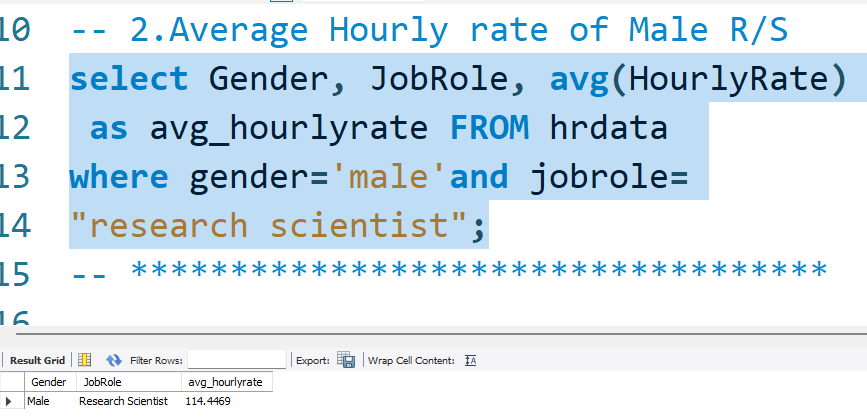 10 -- 2.Average Hourly rate of Male R/S
11 select Gender, JobRole, avg(HourlyRate)
12  as avg_hourlyrate FROM hrdata
13 where gender='male'and jobrole=
14 "research scientist";
15 -- ***********************************
16
Result Grid Filter Rows: Export: Wrap Cell Content: IA
Gender JobRole avg_hourlyrate
Male Research Scientist 114.4469